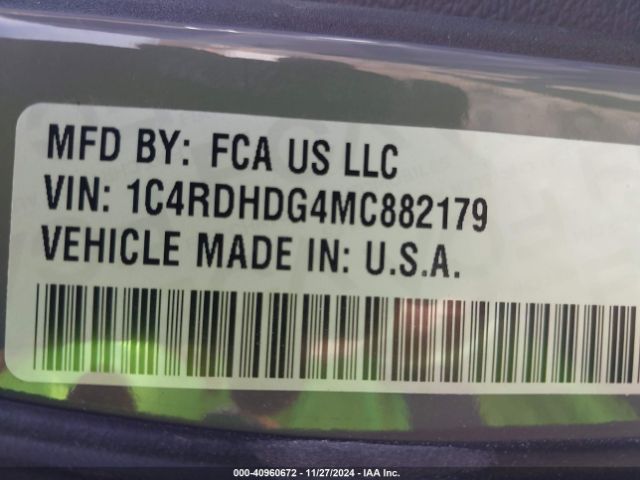 MFD BY: FCA US LLC
VIN: 1C4RDHDG4MC882179
VEHICLE MADE IN: U.S.A.
000-40960672 - 11/27/2024 - IAA Inc.